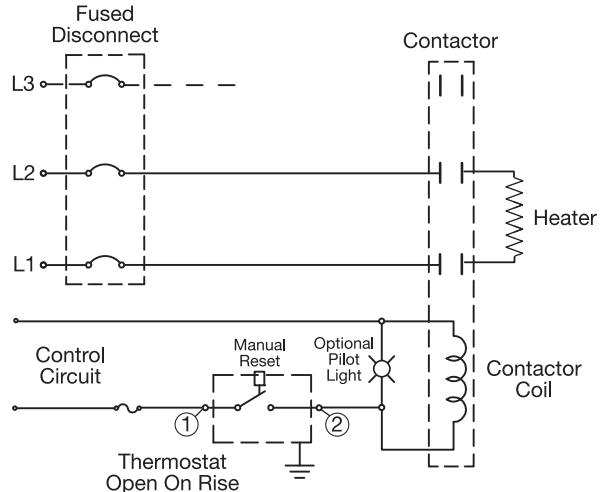 Fused
Disconnect
Contactor
L3
L2
Heater
L1
Control
Circuit
Manual
Reset
Optional
Pilot
Light
Contactor
Coil
1
2
Thermostat
Open On Rise